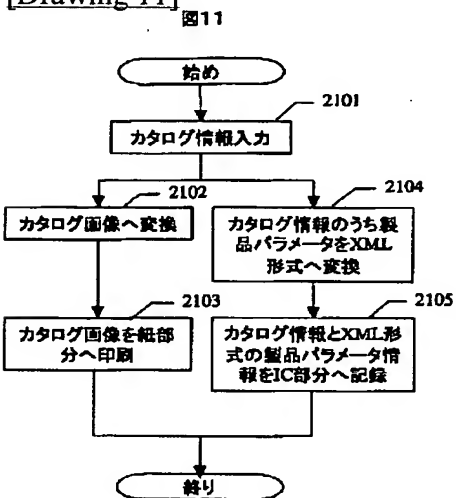 [Drawing 11]
図11
始め
2101
カタログ情報入力
2102
カタログ画像へ変換
2104
カタログ情報のうち製
品パラメータをXML
形式へ変換
2103
カタログ画像を紙部
分へ印刷
2105
カタログ情報とXML形
式の製品パラメータ情
報をIC部分へ記録
終り